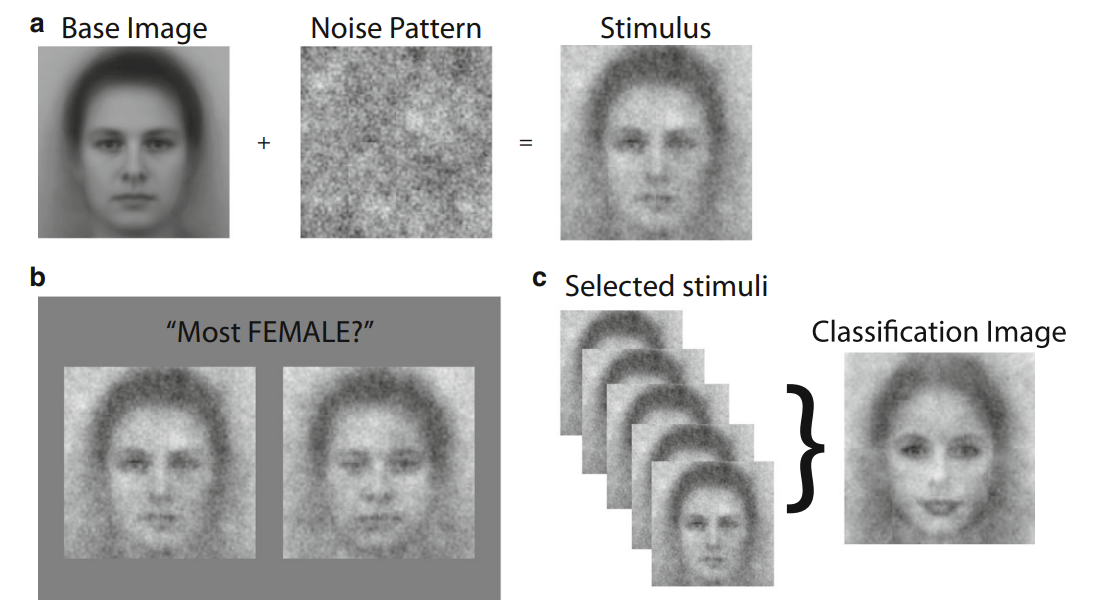 a Base Image
Noise Pattern
Stimulus
+
=
b
“Most FEMALE?”
c Selected stimuli
}
Classification Image